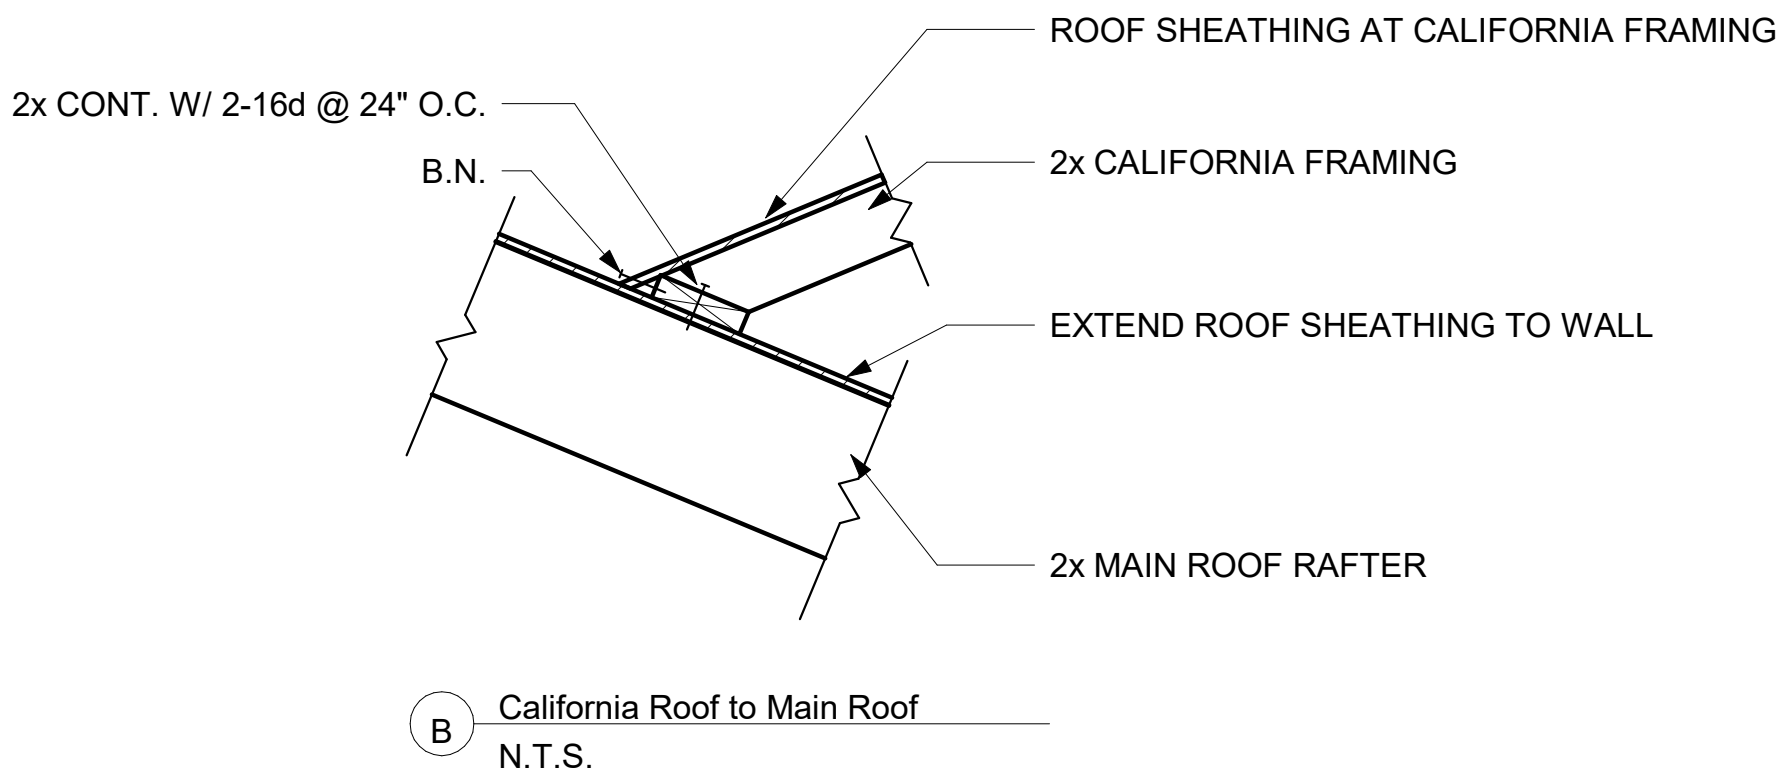 ROOF SHEATHING AT CALIFORNIA FRAMING
2x CONT. W/ 2-16d @ 24" O.C.
B.N.
2x CALIFORNIA FRAMING
EXTEND ROOF SHEATHING TO WALL
2x MAIN ROOF RAFTER
B
California Roof to Main Roof
N.T.S.